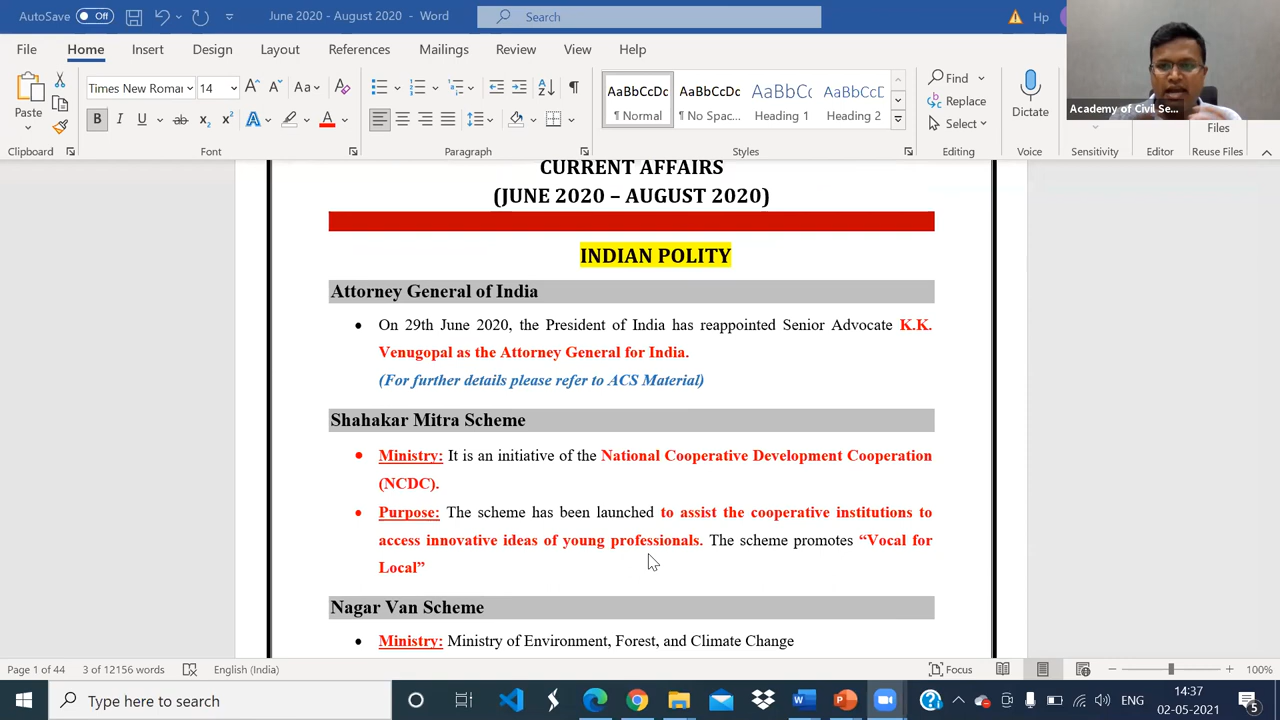 AutoSave Off June 2020 - August 2020 - Word Search Hp
File Home Insert Design Layout References Mailings Review View Help
Times New Roma 14 Aa
Paste
B I U ab x₂ x² A A
AaBbCcDc AaBbCcDc AaBbCc AaBbCcC
¶ Normal ¶ No Spac... Heading 1 Heading 2
Find
Replace
Select
Dictate
Academy of Civil Se...
Files
Clipboard Font Paragraph Styles Editing Voice Sensitivity Editor Reuse Files
CURRENT AFFAIRS
(JUNE 2020 – AUGUST 2020)
INDIAN POLITY
Attorney General of India
• On 29th June 2020, the President of India has reappointed Senior Advocate K.K.
Venugopal as the Attorney General for India.
(For further details please refer to ACS Material)
Shahakar Mitra Scheme
• Ministry: It is an initiative of the National Cooperative Development Cooperation
(NCDC).
• Purpose: The scheme has been launched to assist the cooperative institutions to
access innovative ideas of young professionals. The scheme promotes “Vocal for
Local”
Nagar Van Scheme
• Ministry: Ministry of Environment, Forest, and Climate Change
Page 1 of 44 3 of 12156 words English (India) Focus 100%
Type here to search
ENG
14:37
02-05-2021
5